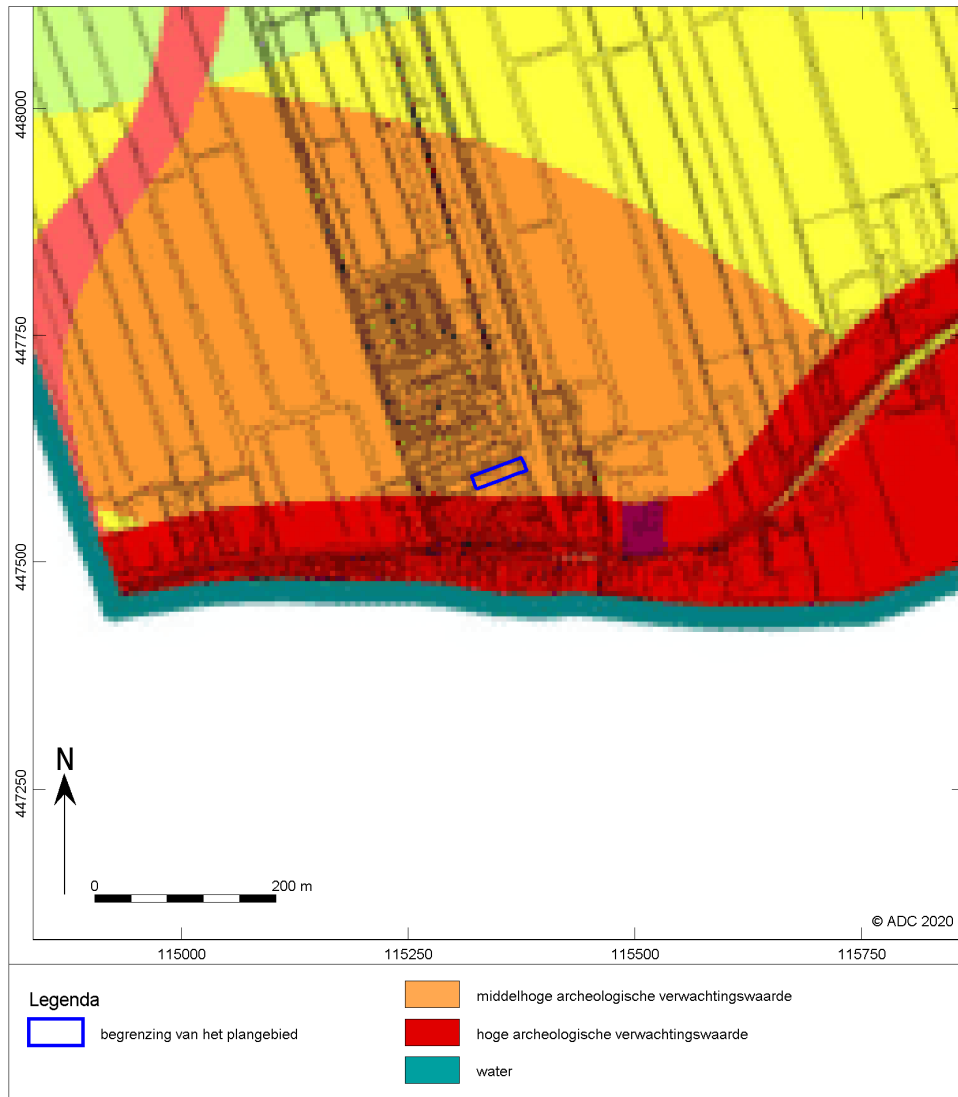 448000
447750
447500
447250
N
0 200 m
© ADC 2020
115000 115250 115500 115750
Legenda
begrenzing van het plangebied
middelhoge archeologische verwachtingswaarde
hoge archeologische verwachtingswaarde
water